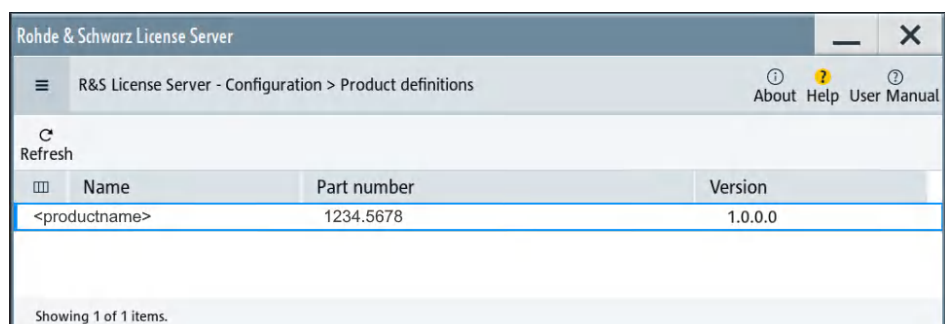 Rohde & Schwarz License Server
R&S License Server - Configuration > Product definitions
About Help User Manual
Refresh
Name Part number Version
<productname> 1234.5678 1.0.0.0
Showing 1 of 1 items.